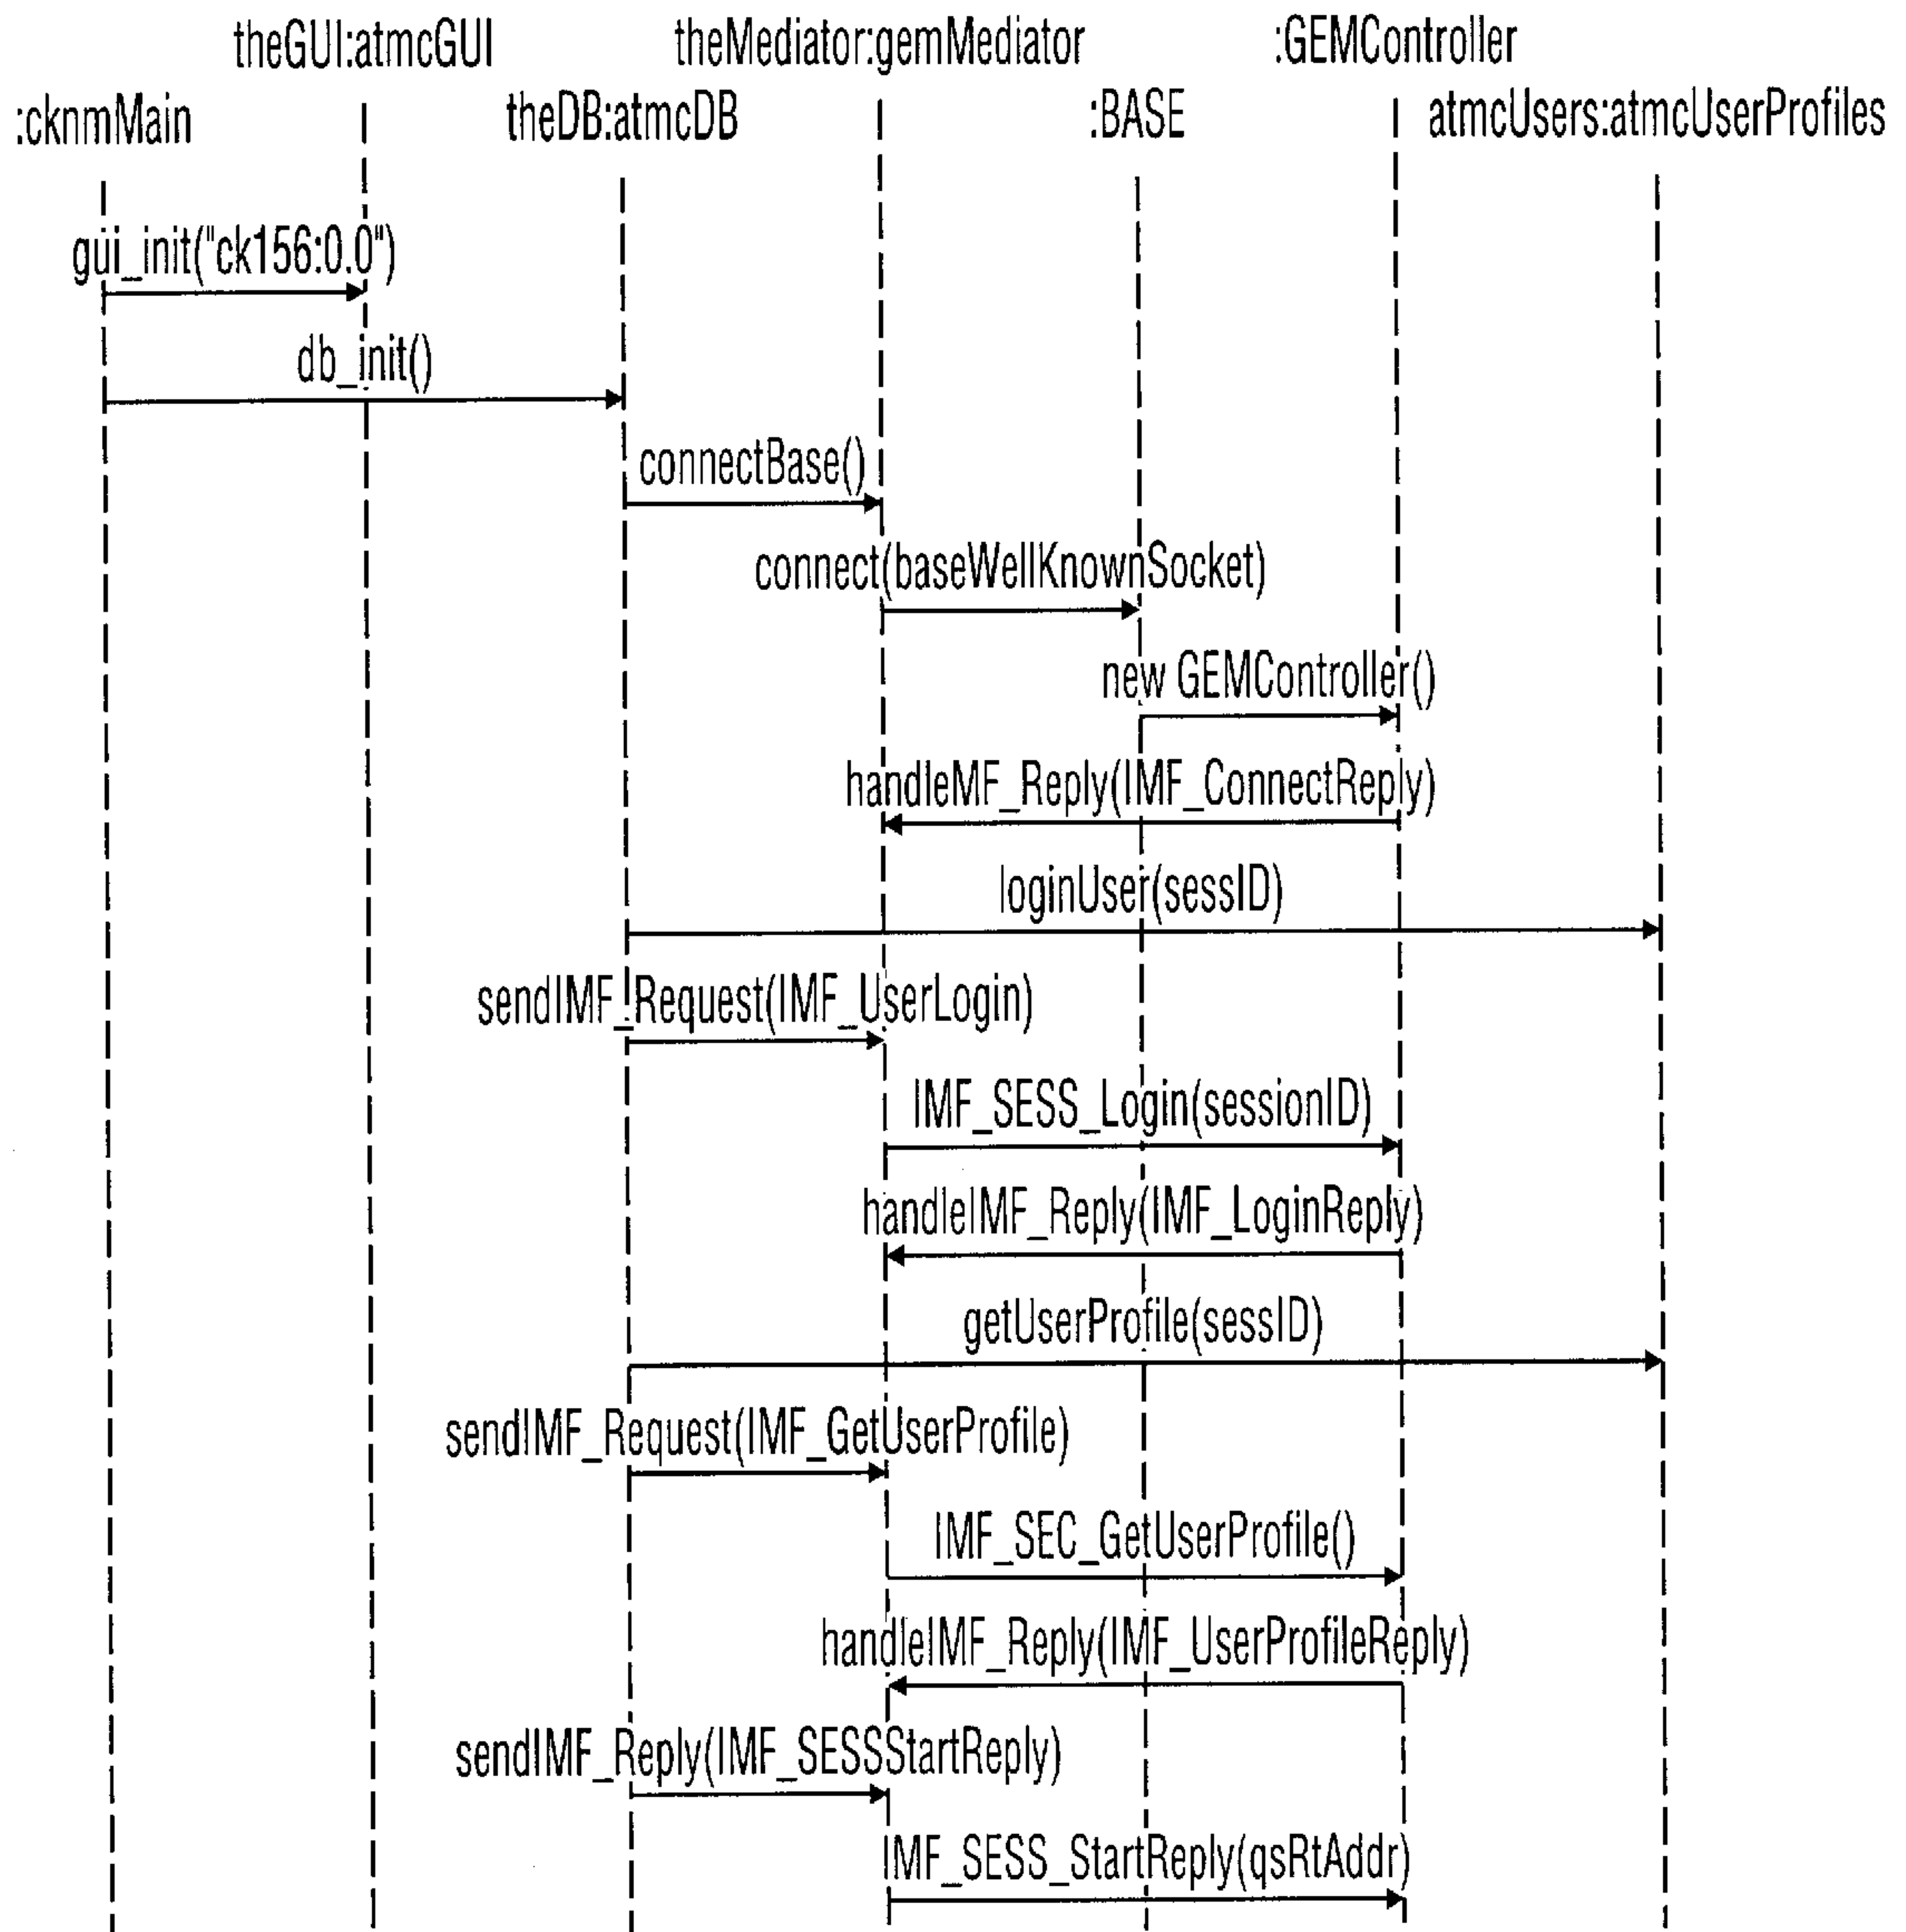 theGUI:atmcGUI theMediator:gemMediator :GEMController
:cknmMain theDB:atmcDB :BASE atmcUsers:atmcUserProfiles
gui_init("ck156:0.0")
db_init()
connectBase()
connect(baseWellKnownSocket)
new GEMController()
handleMF_Reply(IMF_ConnectReply)
loginUser(sessID)
sendIMF_Request(IMF_UserLogin)
IMF_SESS_Login(sessionID)
handleIMF_Reply(IMF_LoginReply)
getUserProfile(sessID)
sendIMF_Request(IMF_GetUserProfile)
IMF_SEC_GetUserProfile()
handleIMF_Reply(IMF_UserProfileReply)
sendIMF_Reply(IMF_SESSStartReply)
IMF_SESS_StartReply(qsRtAddr)